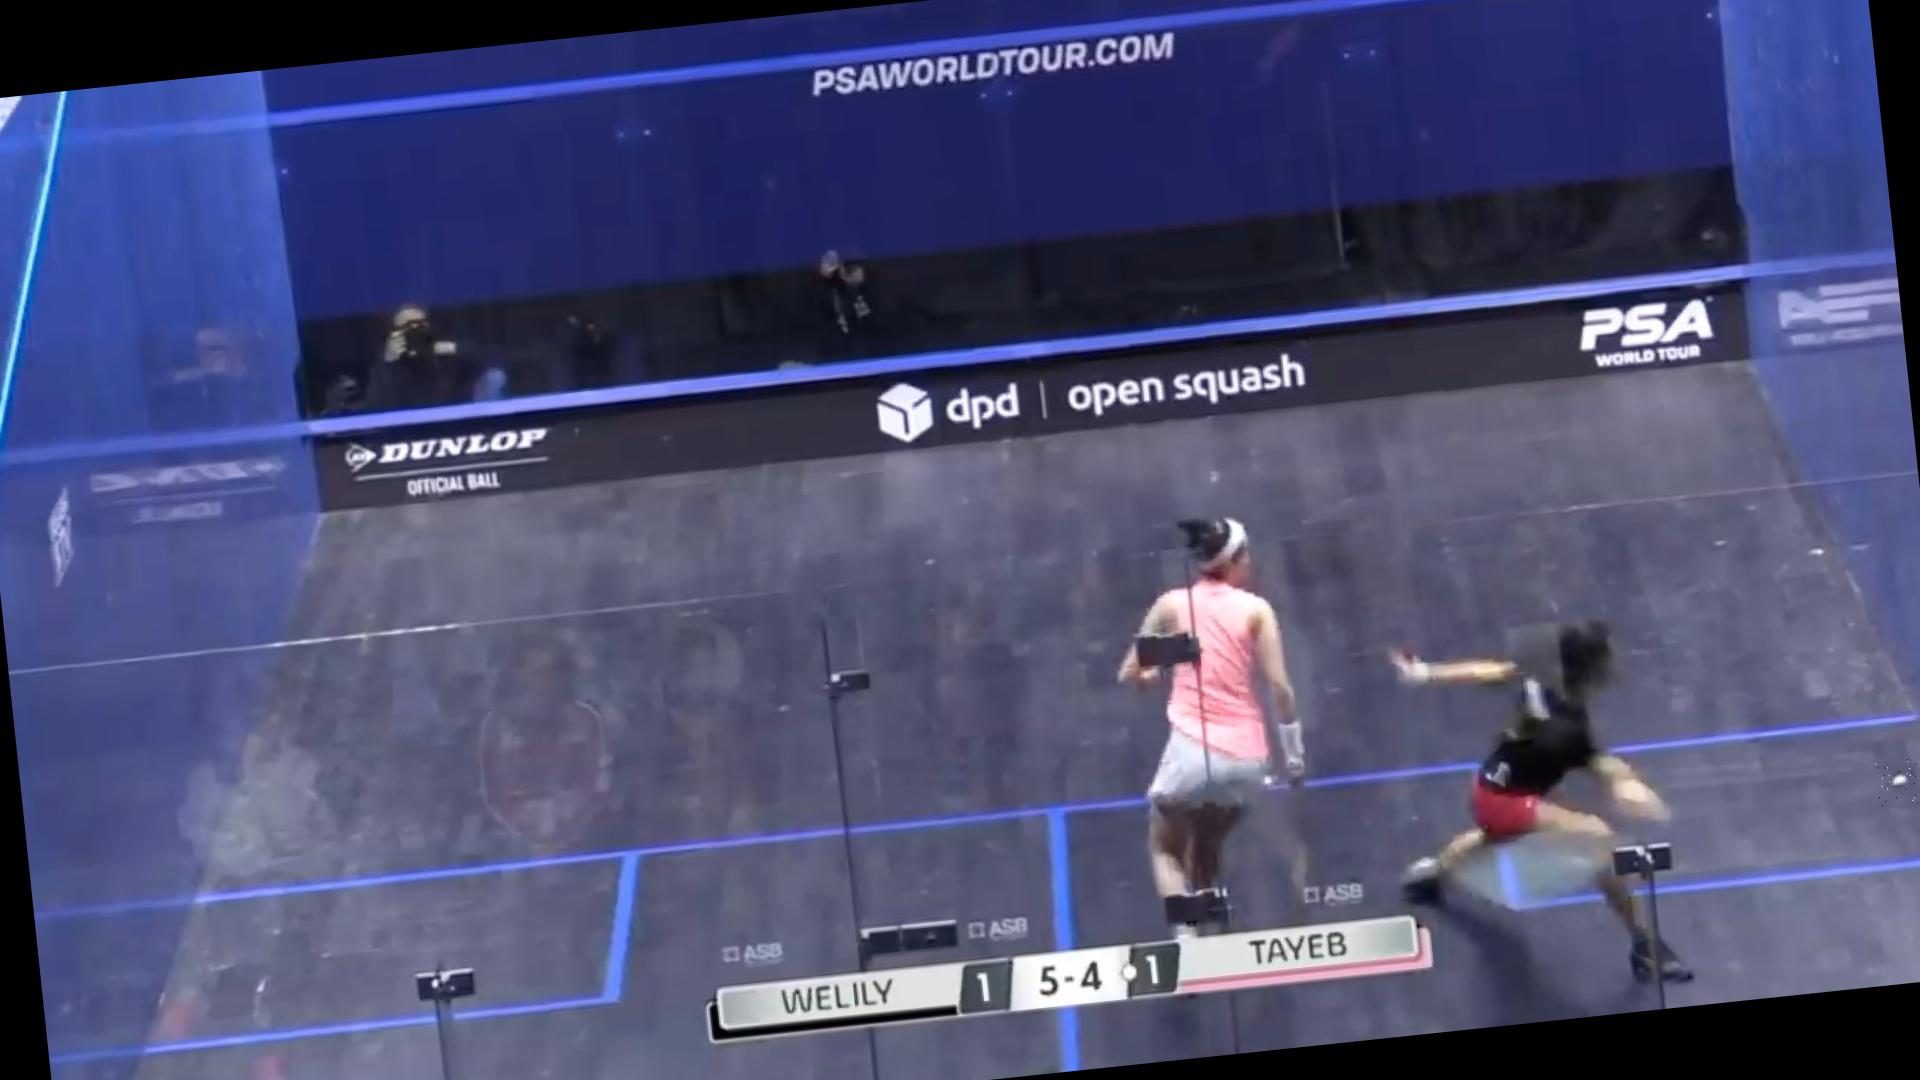 PSAWORLDTOUR.COM
PSA
WORLD TOUR
dpd | open squash
DUNLOP
OFFICIAL BALL
ASB
ASB
ASB
WELILY 1 5-4 1 TAYEB